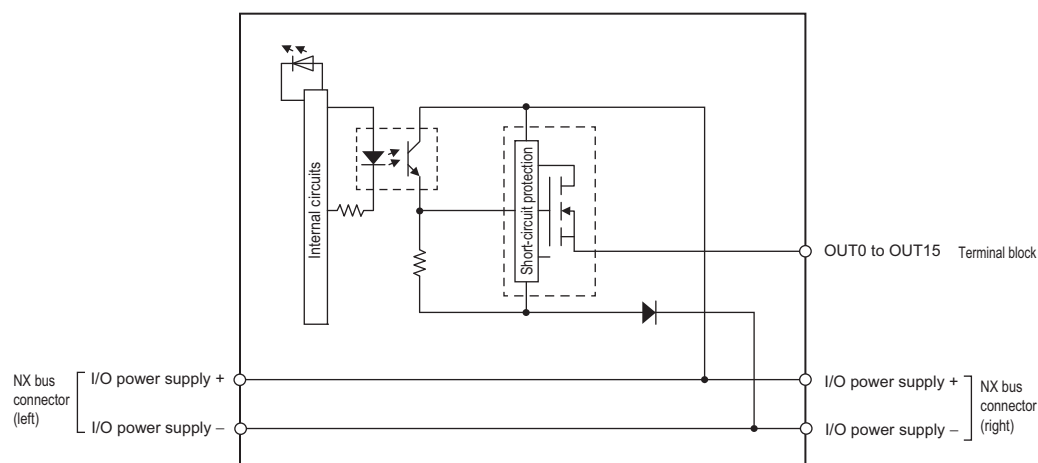 Internal circuits
Short-circuit protection
OUT0 to OUT15 Terminal block
NX bus
connector
(left)
I/O power supply +
I/O power supply –
I/O power supply +
I/O power supply –
NX bus
connector
(right)